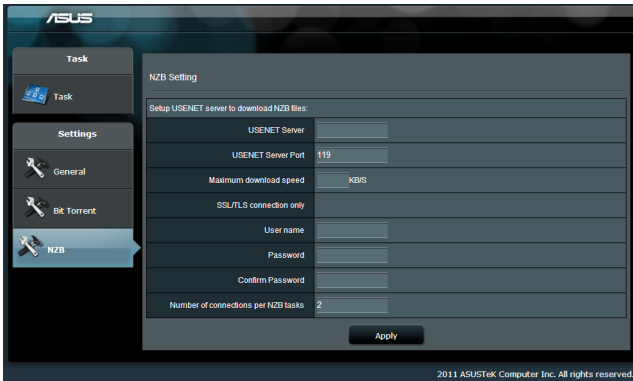 ASUS
Task
Task
Settings
General
Bit Torrent
NZB
NZB Setting
Setup USENET server to download NZB files:
USENET Server
USENET Server Port 119
Maximum download speed KB/S
SSL/TLS connection only
User name
Password
Confirm Password
Number of connections per NZB tasks 2
Apply
2011 ASUSTeK Computer Inc. All rights reserved.